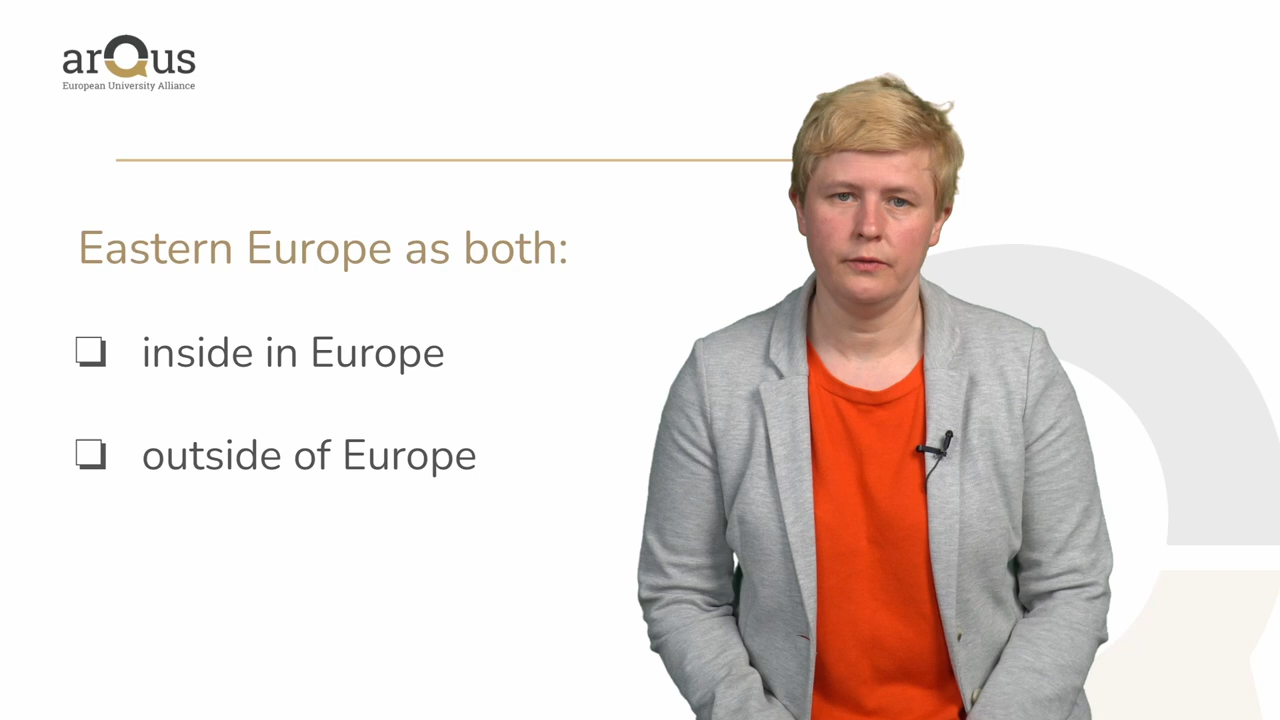 arqus
European University Alliance
Eastern Europe as both:
❏ inside in Europe
❏ outside of Europe